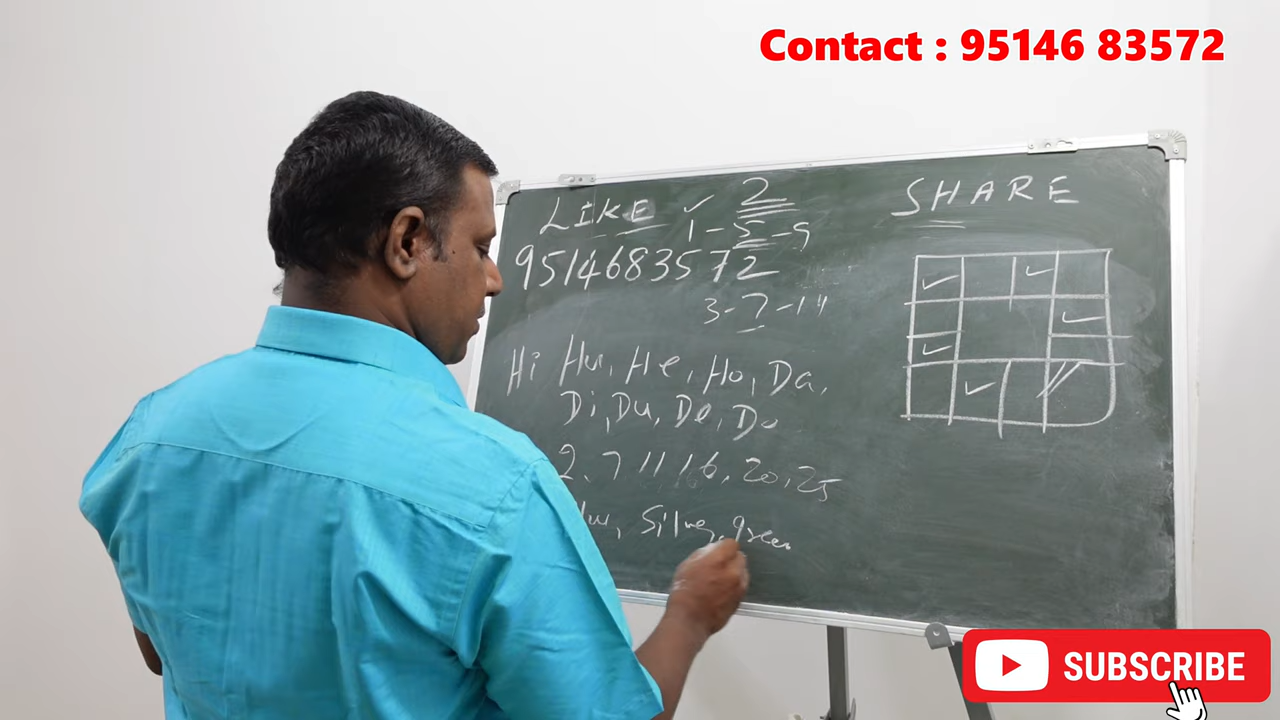 Contact : 95146 83572
LIKE ✓ 2
SHARE
1-5-9
9514683572
3-7-14
Hi Hu, He, Ho, Da,
Di, Du, De, Do
2, 7 11 16, 20, 25
Silver, green
SUBSCRIBE